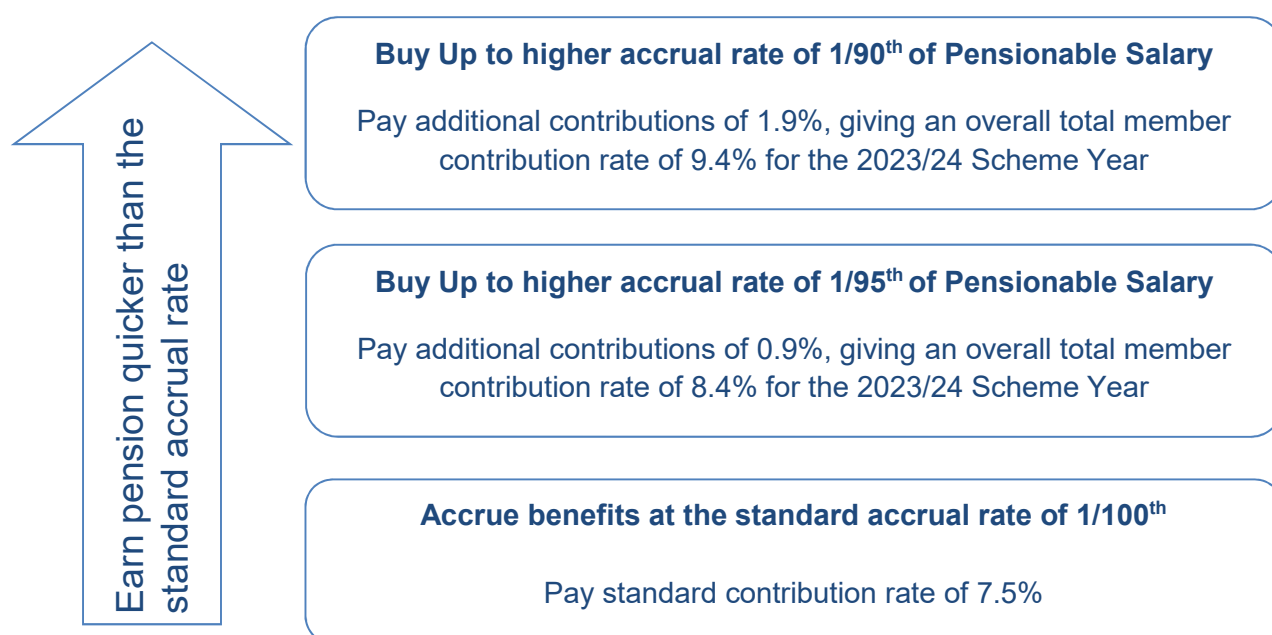 Earn pension quicker than the
standard accrual rate
Buy Up to higher accrual rate of 1/90th of Pensionable Salary
Pay additional contributions of 1.9%, giving an overall total member
contribution rate of 9.4% for the 2023/24 Scheme Year
Buy Up to higher accrual rate of 1/95th of Pensionable Salary
Pay additional contributions of 0.9%, giving an overall total member
contribution rate of 8.4% for the 2023/24 Scheme Year
Accrue benefits at the standard accrual rate of 1/100th
Pay standard contribution rate of 7.5%